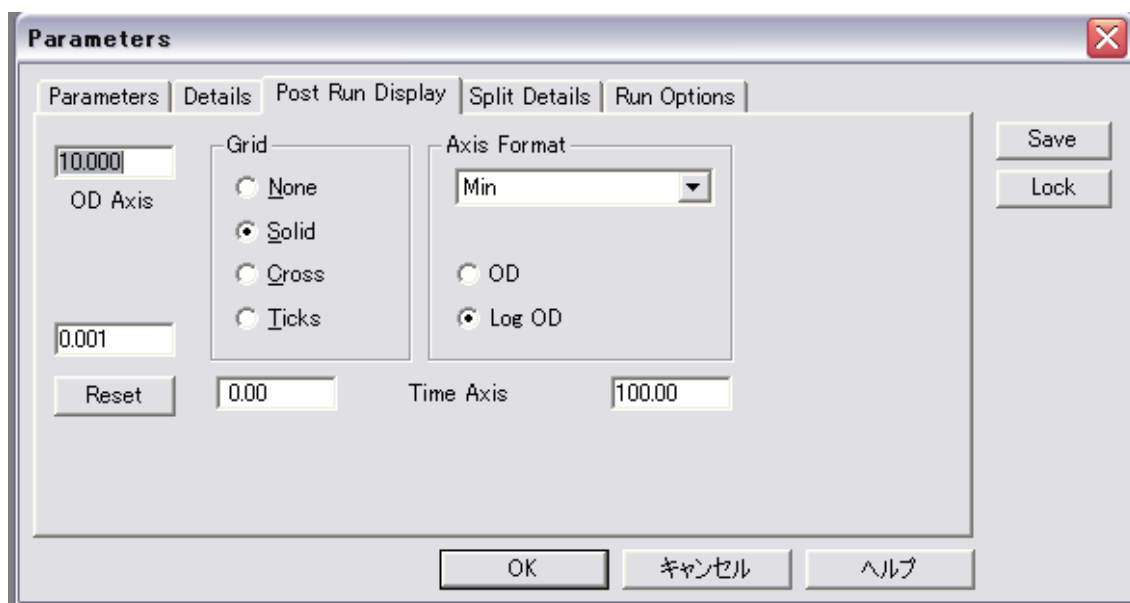 Parameters
Parameters Details Post Run Display Split Details Run Options
10.000
OD Axis
0.001
Reset
Grid
None
Solid
Cross
Ticks
Axis Format
Min
OD
Log OD
0.00 Time Axis 100.00
Save
Lock
OK キャンセル ヘルプ